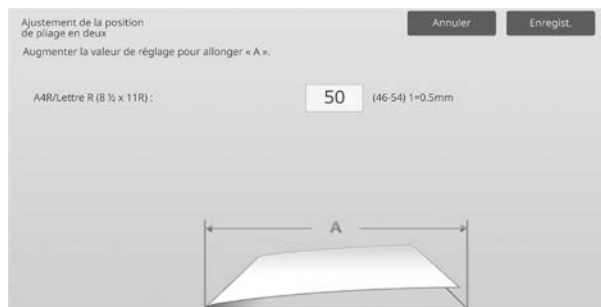 Ajustement de la position
de pliage en deux
Annuler
Enregist.
Augmenter la valeur de réglage pour allonger « A ».
A4R/Lettre R (8 ½ x 11R) :
50
(46-54) 1=0.5mm
A